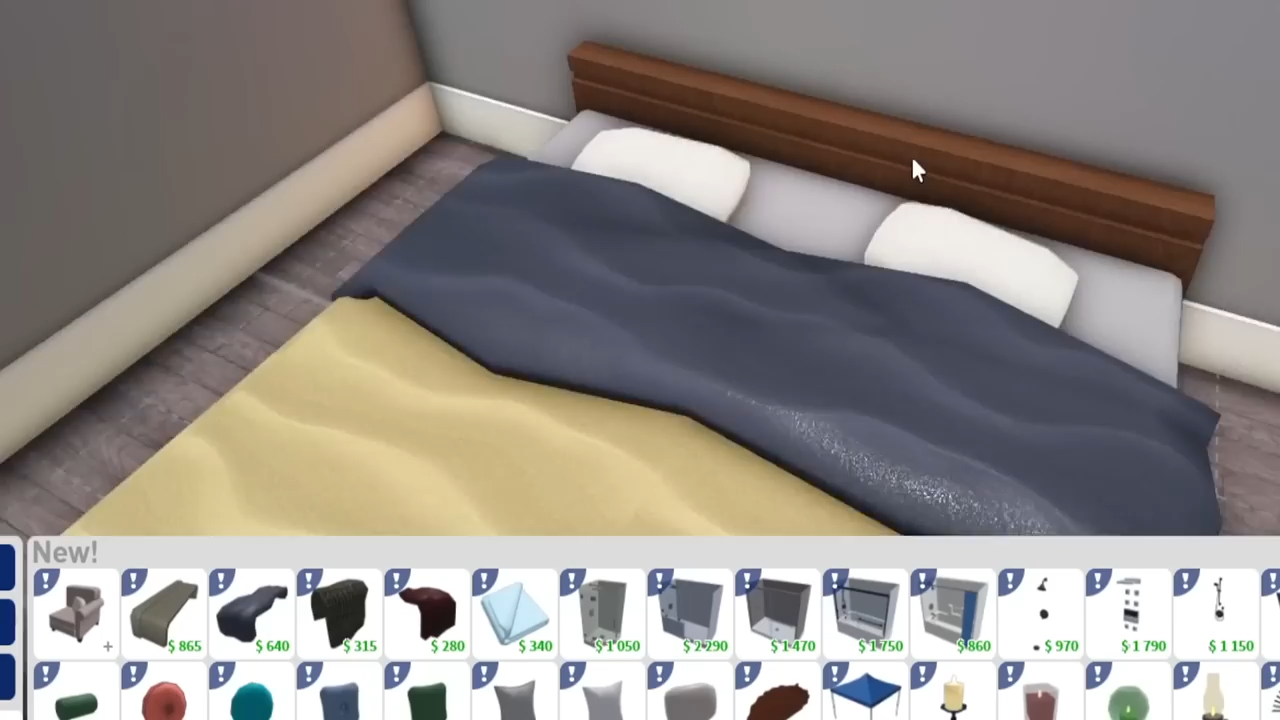 New!
! ! ! ! ! ! ! ! ! ! ! ! ! !
+ $ 865 $ 640 $ 315 $ 280 $ 340 $ 1 050 $ 2 290 $ 1 470 $ 1 750 $ 860 $ 970 $ 1 790 $ 1 150
! ! ! ! ! ! ! ! ! ! ! ! ! !